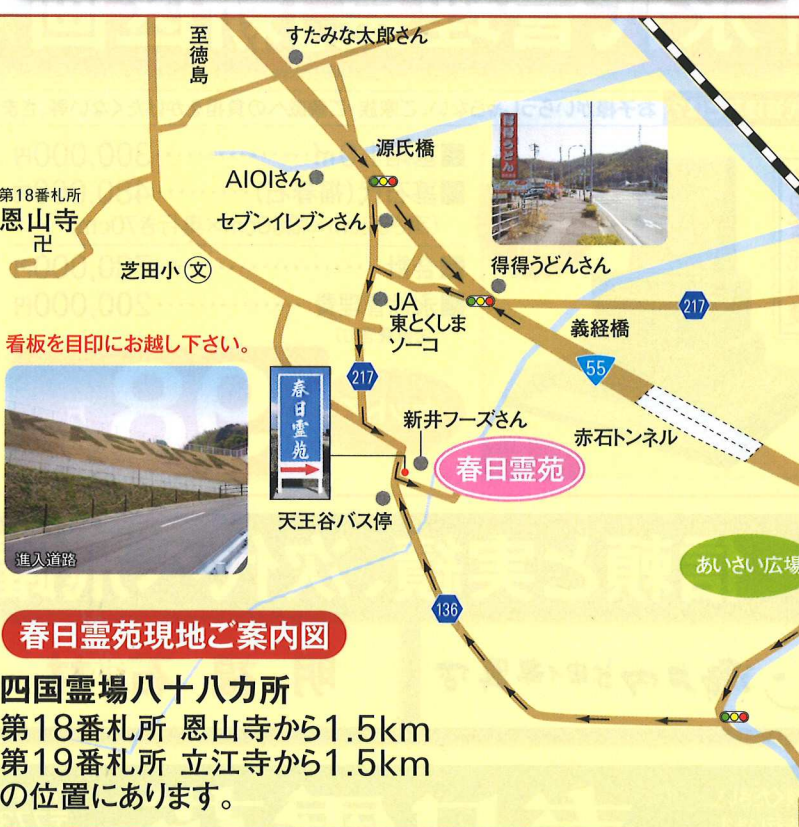 至徳島
すたみな太郎さん
源氏橋
AIOIさん
第18番札所
恩山寺
卍
セブンイレブンさん
芝田小 文
得得うどん
得得うどんさん
JA
東とくしま
ソーコ
217
義経橋
55
看板を目印にお越し下さい。
217
春日霊苑
新井フーズさん
赤石トンネル
春日霊苑
天王谷バス停
KASUGA
進入道路
あいさい広場
136
春日霊苑現地ご案内図
四国霊場八十八カ所
第18番札所 恩山寺から1.5km
第19番札所 立江寺から1.5km
の位置にあります。